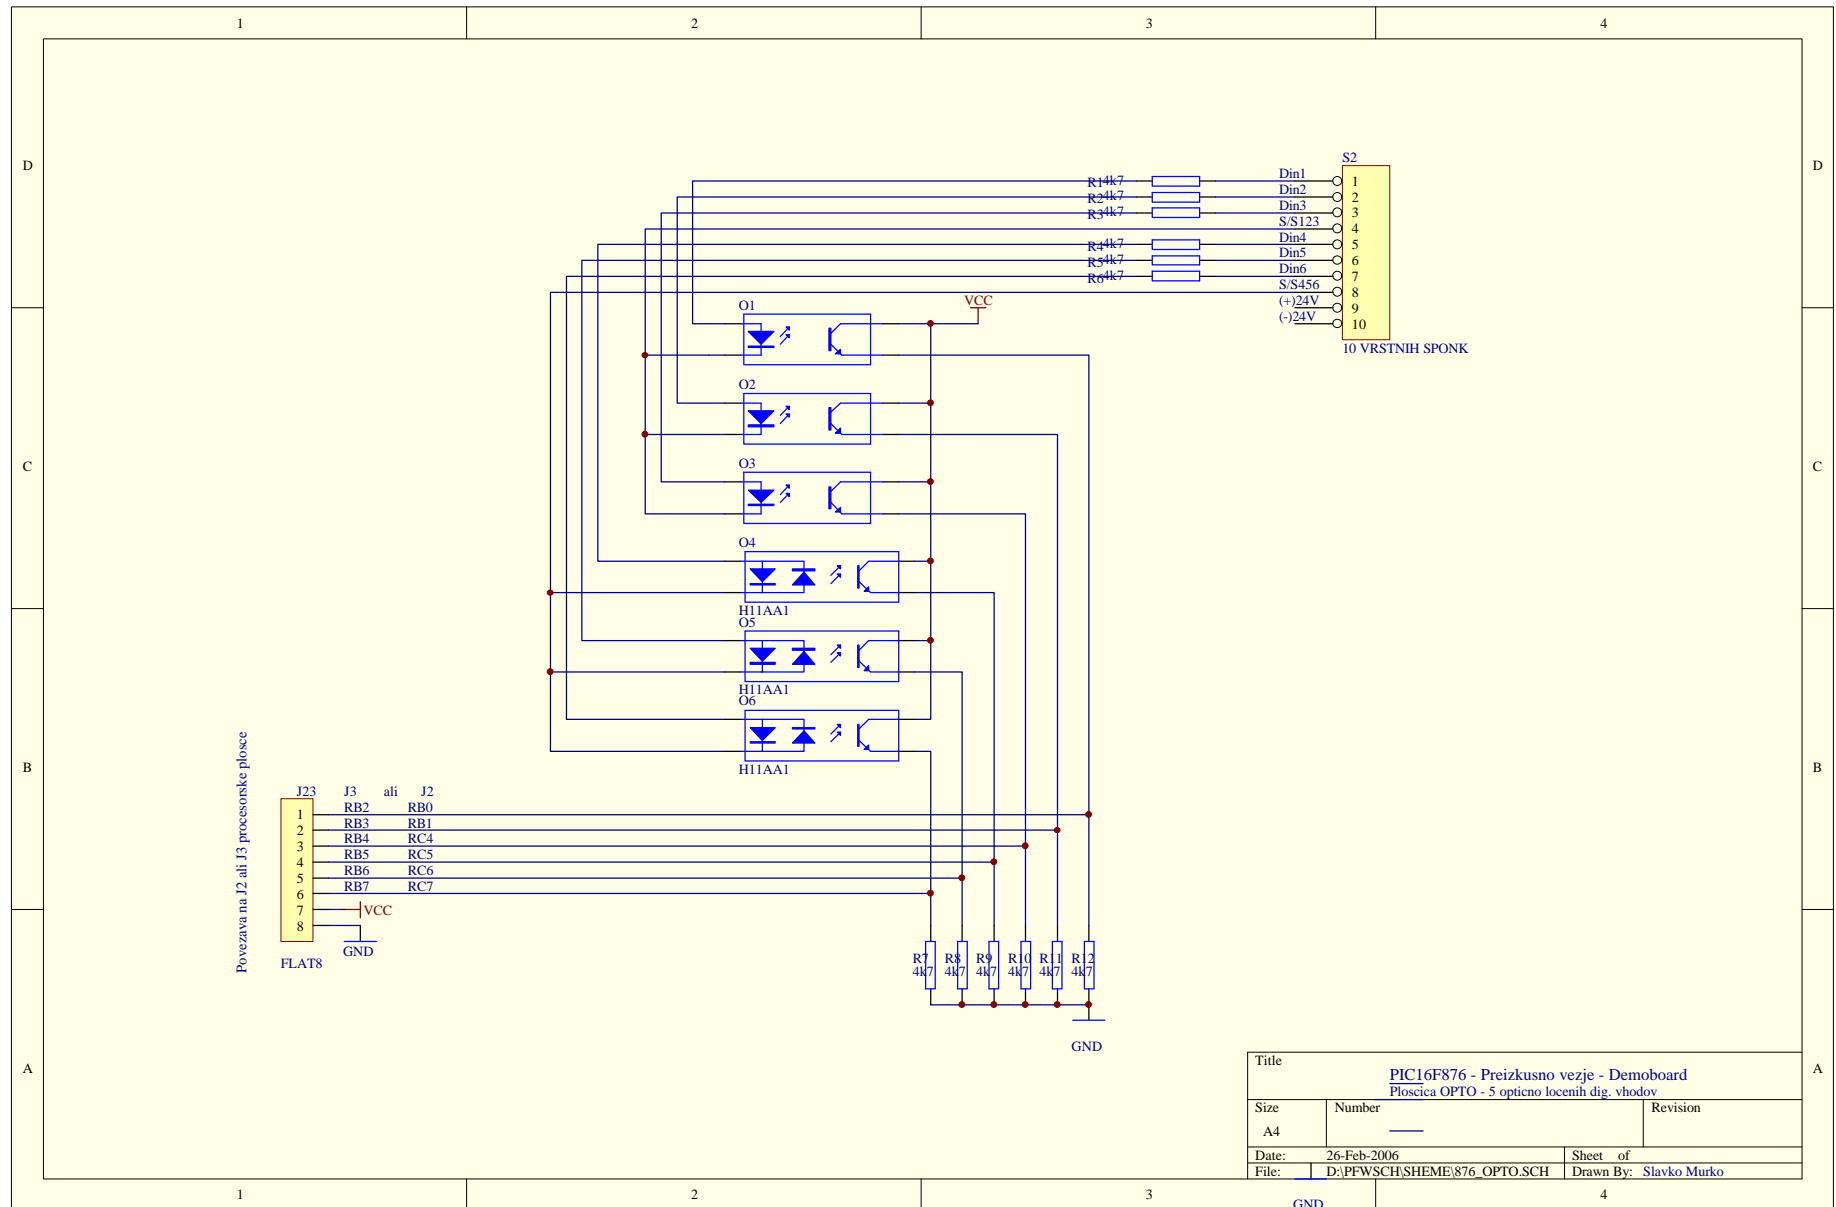 1 2 3 4
D D
S2
R1 4k7 Din1 1
R2 4k7 Din2 2
R3 4k7 Din3 3
S/S123 4
R4 4k7 Din4 5
R5 4k7 Din5 6
R6 4k7 Din6 7
S/S456 8
(+)24V 9
(-)24V 10
10 VRSTNIH SPONK
VCC
O1
O2
C C
O3
O4
H11AA1
O5
H11AA1
O6
H11AA1
B B
Povezava na J2 ali J3 procesorske plosce
J23 J3 ali J2
1 RB2 RB0
2 RB3 RB1
3 RB4 RC4
4 RB5 RC5
5 RB6 RC6
6 RB7 RC7
7 VCC
8
GND
FLAT8
R7 R8 R9 R10 R11 R12
4k7 4k7 4k7 4k7 4k7 4k7
GND
A A
Title
PIC16F876 - Preizkusno vezje - Demoboard
Ploscica OPTO - 5 opticno locenih dig. vhodov
Size Number Revision
A4
Date: 26-Feb-2006 Sheet of
File: D:\PFWSCH\SHEME\876_OPTO.SCH Drawn By: Slavko Murko
1 2 3 4
GND